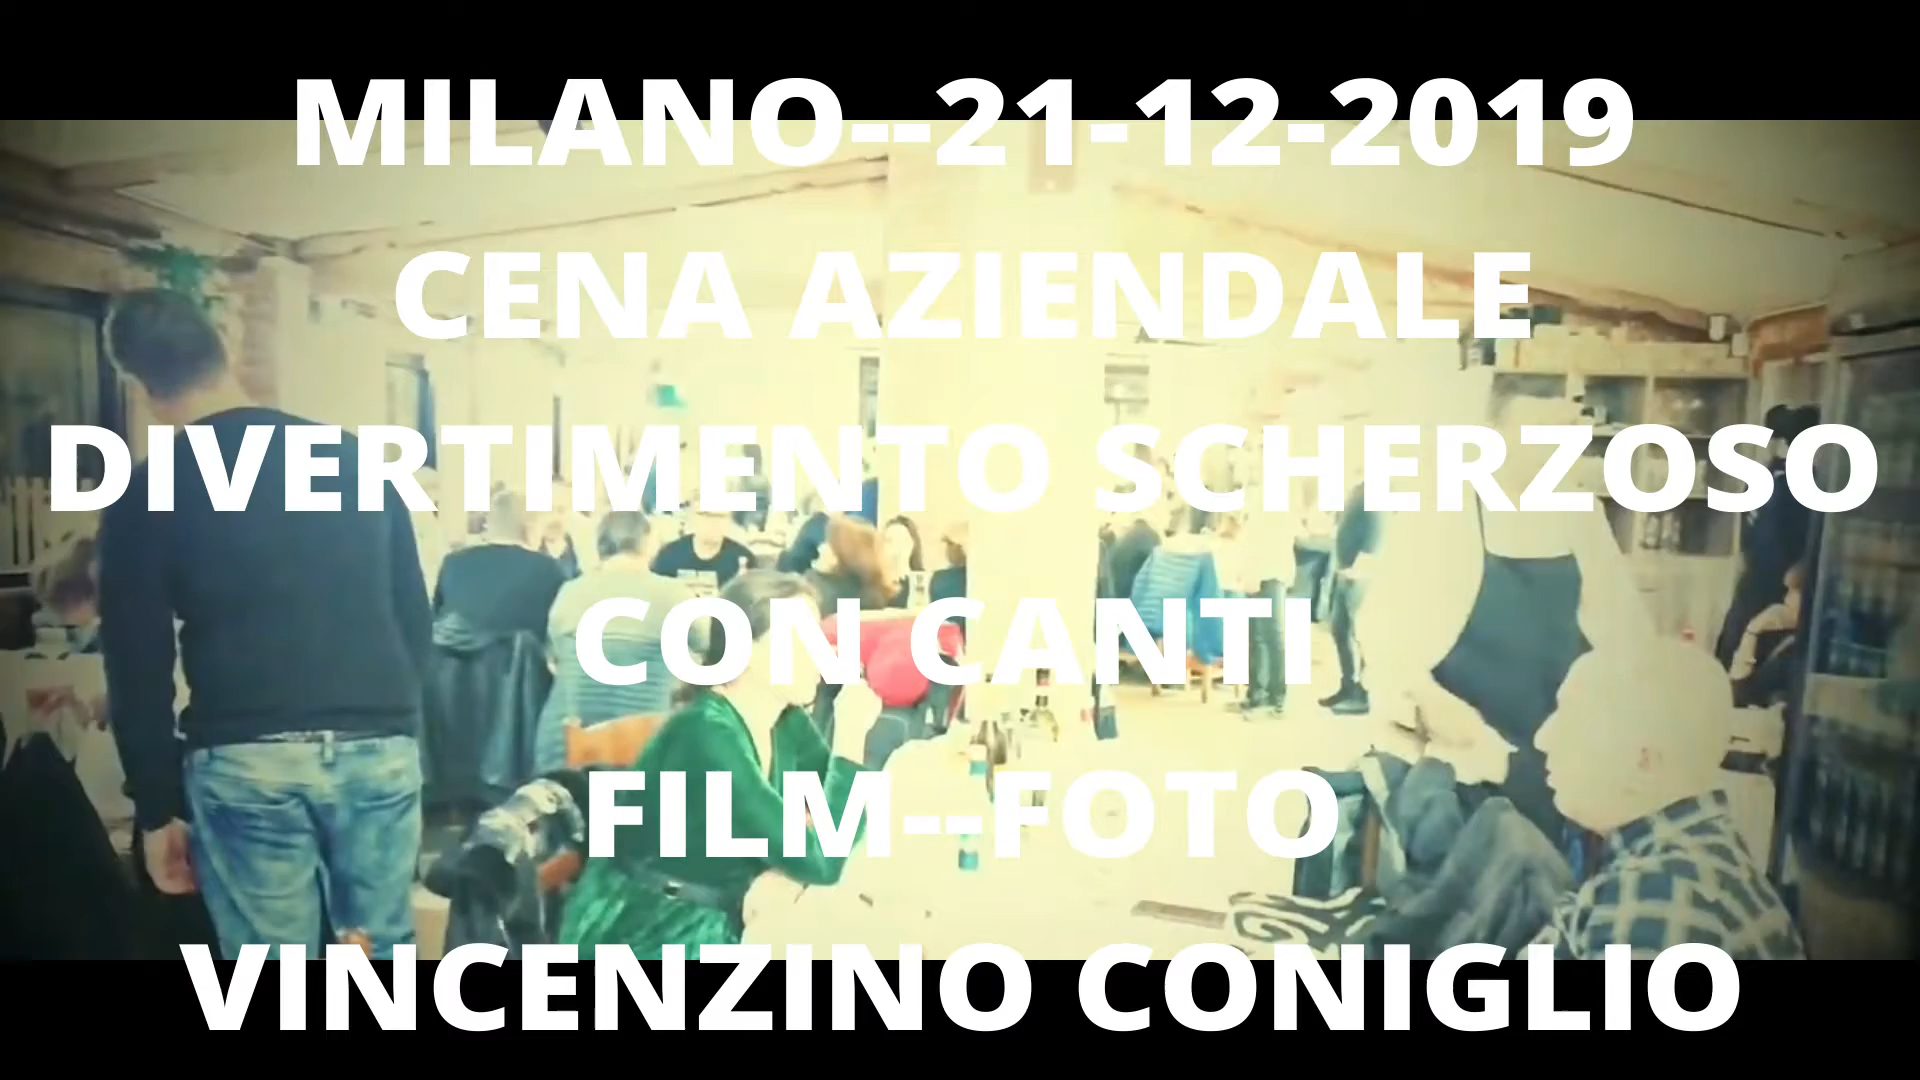 MILANO--21-12-2019
CENA AZIENDALE
DIVERTIMENTO SCHERZOSO
CON CANTI
FILM--FOTO
VINCENZINO CONIGLIO